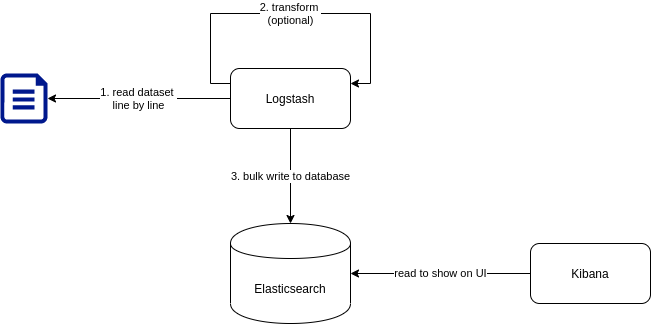 2. transform
(optional)
1. read dataset
line by line
Logstash
3. bulk write to database
Elasticsearch
read to show on UI
Kibana